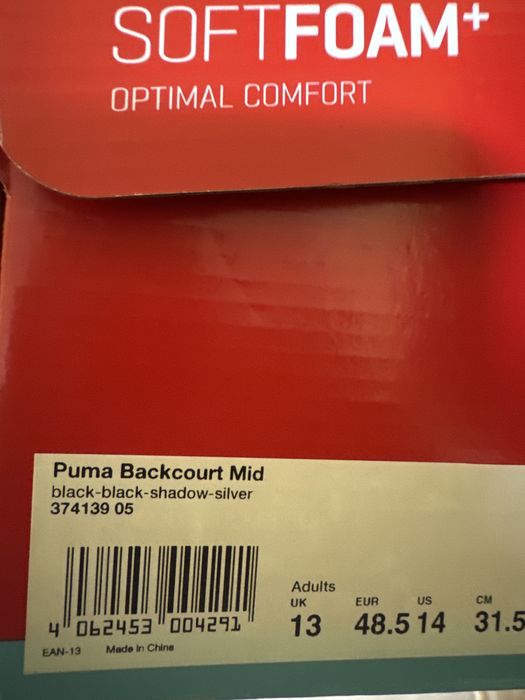 SOFTFOAM+
OPTIMAL COMFORT
Puma Backcourt Mid
black-black-shadow-silver
374139 05
4 062453 004291
EAN-13 Made in China
Adults
UK EUR US CM
13 48.5 14 31.5